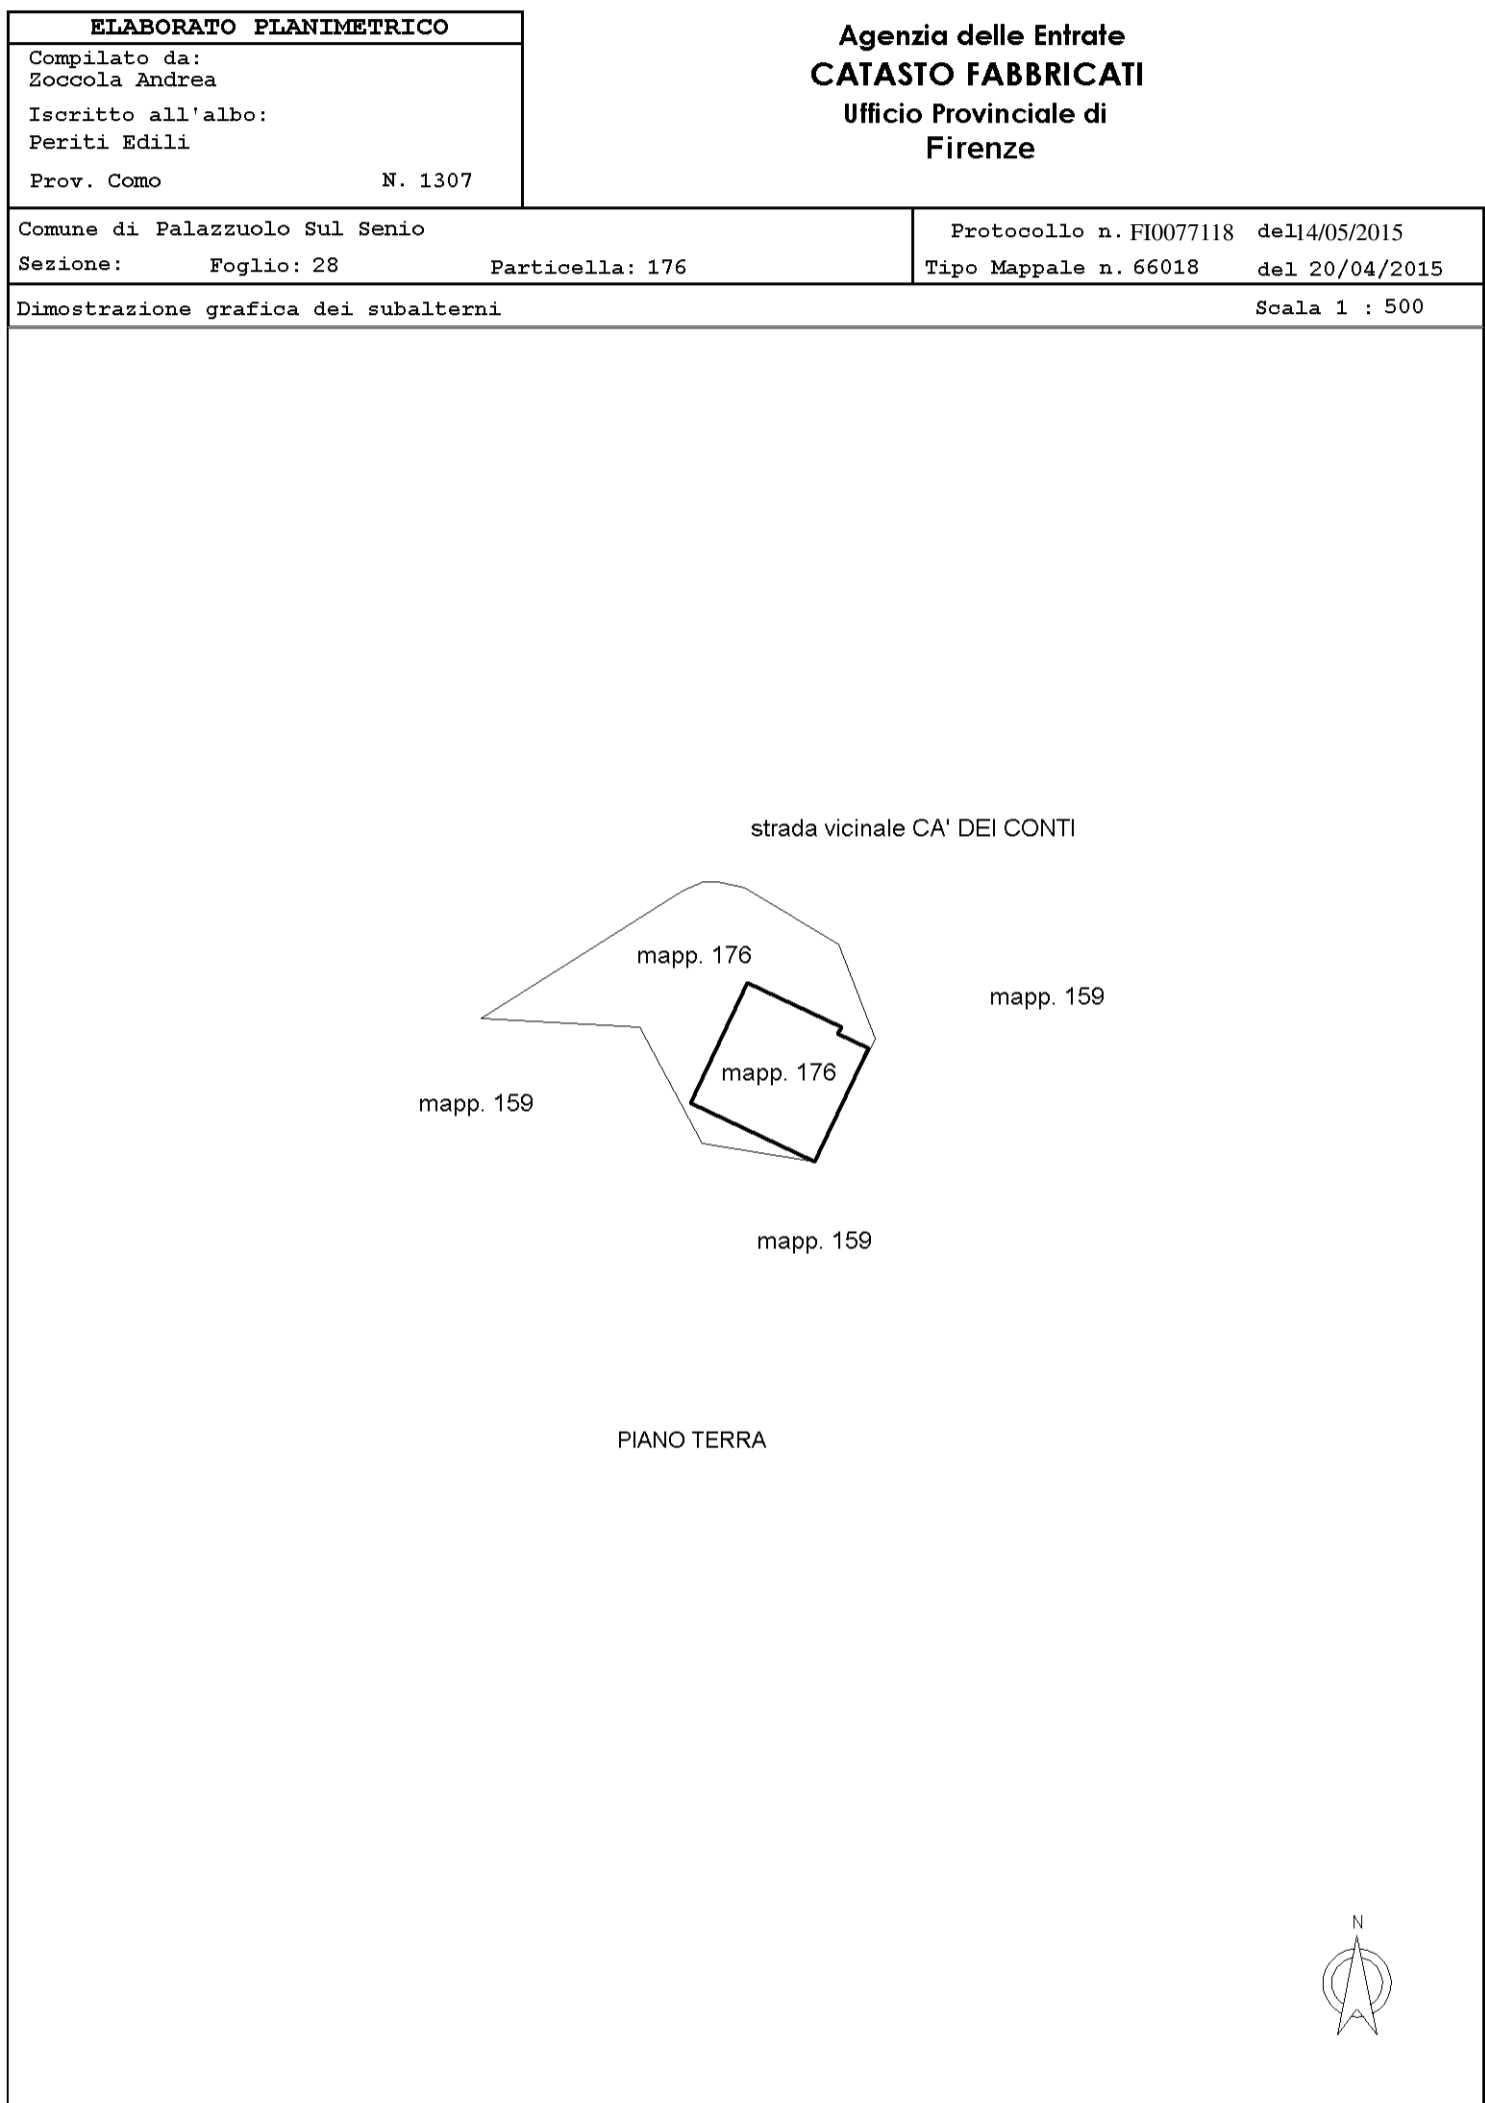 ELABORATO PLANIMETRICO
Compilato da:
Zoccola Andrea
Iscritto all'albo:
Periti Edili
Prov. Como N. 1307
Agenzia delle Entrate
CATASTO FABBRICATI
Ufficio Provinciale di
Firenze
Comune di Palazzuolo Sul Senio
Sezione: Foglio: 28 Particella: 176
Protocollo n. FI0077118 del14/05/2015
Tipo Mappale n. 66018 del 20/04/2015
Dimostrazione grafica dei subalterni Scala 1 : 500
strada vicinale CA' DEI CONTI
mapp. 176
mapp. 159
mapp. 176
mapp. 159
mapp. 159
PIANO TERRA
N